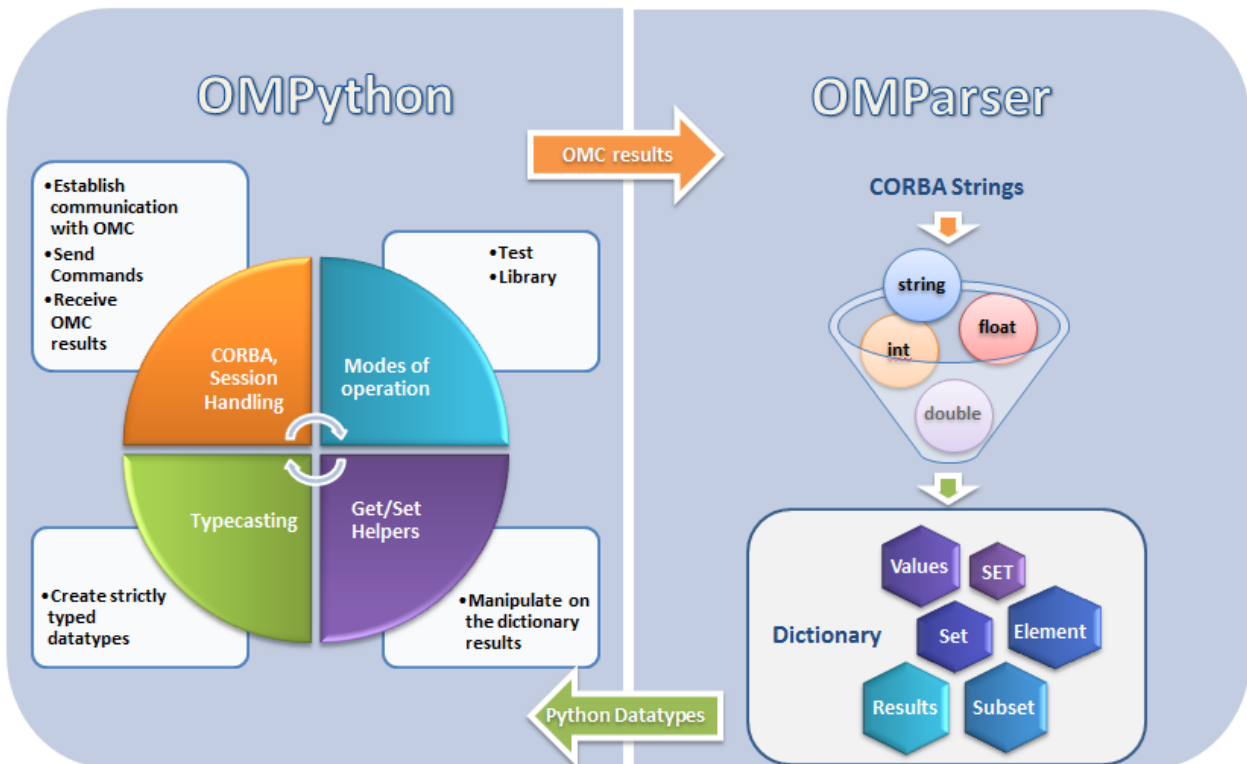 OMPython
OMParser
OMC results
•Establish
communication
with OMC
•Send
Commands
•Receive
OMC
results
•Test
•Library
CORBA,
Session
Handling
Modes of
operation
Typecasting
Get/Set
Helpers
•Create strictly
typed
datatypes
•Manipulate on
the dictionary
results
CORBA Strings
string
float
int
double
Values
SET
Dictionary
Set
Element
Results
Subset
Python Datatypes